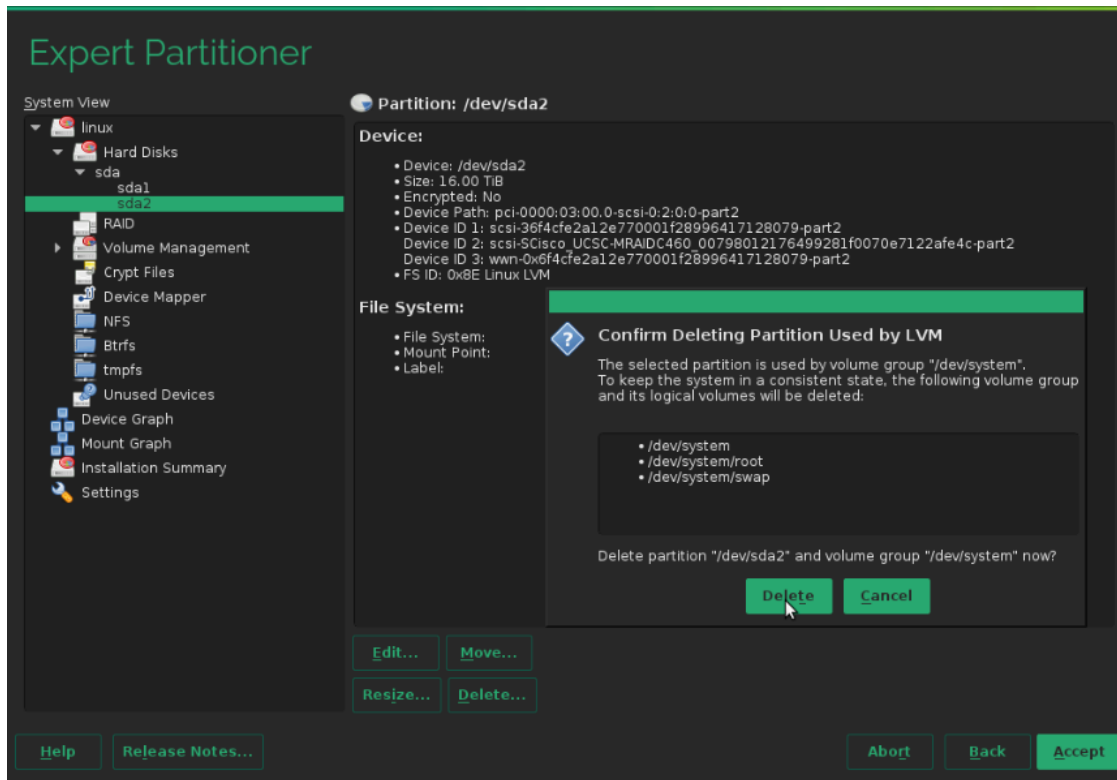 Expert Partitioner
System View
linux
Hard Disks
sda
sda1
sda2
RAID
Volume Management
Crypt Files
Device Mapper
NFS
Btrfs
tmpfs
Unused Devices
Device Graph
Mount Graph
Installation Summary
Settings
Partition: /dev/sda2
Device:
• Device: /dev/sda2
• Size: 16.00 TiB
• Encrypted: No
• Device Path: pci-0000:03:00.0-scsi-0:2:0:0-part2
• Device ID 1: scsi-36f4cfe2a12e770001f28996417128079-part2
Device ID 2: scsi-SCisco_UCSC-MRAIDC460_00798012176499281f0070e7122afe4c-part2
Device ID 3: wwn-0x6f4cfe2a12e770001f28996417128079-part2
• FS ID: 0x8E Linux LVM
File System:
• File System:
• Mount Point:
• Label:
Confirm Deleting Partition Used by LVM
The selected partition is used by volume group "/dev/system".
To keep the system in a consistent state, the following volume group
and its logical volumes will be deleted:
• /dev/system
• /dev/system/root
• /dev/system/swap
Delete partition "/dev/sda2" and volume group "/dev/system" now?
Delete
Cancel
Edit...
Move...
Resize...
Delete...
Help
Release Notes...
Abort
Back
Accept